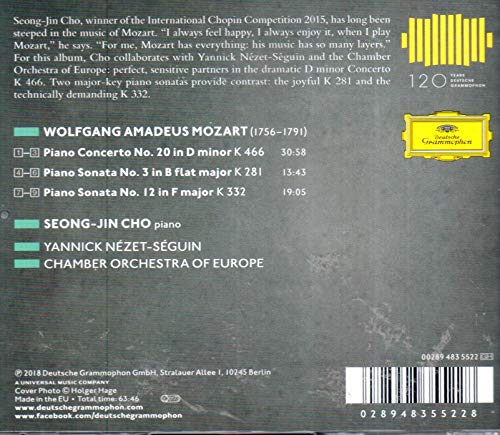 Seong-Jin Cho, winner of the International Chopin Competition 2015, has long been
steeped in the music of Mozart. “I always feel happy, I always enjoy it, when I play
Mozart,” he says. “For me, Mozart has everything: his music has so many layers.”
For this album, Cho collaborates with Yannick Nézet-Séguin and the Chamber
Orchestra of Europe: perfect, sensitive partners in the dramatic D minor Concerto
K 466. Two major-key piano sonatas provide contrast: the joyful K 281 and the
technically demanding K 332.
120 YEARS
DEUTSCHE
GRAMMOPHON
Deutsche
Grammophon
WOLFGANG AMADEUS MOZART (1756–1791)
1–3 Piano Concerto No. 20 in D minor K 466 30:58
4–6 Piano Sonata No. 3 in B flat major K 281 13:43
7–9 Piano Sonata No. 12 in F major K 332 19:05
SEONG-JIN CHO piano
YANNICK NÉZET-SÉGUIN
CHAMBER ORCHESTRA OF EUROPE
℗ 2018 Deutsche Grammophon GmbH, Stralauer Allee 1, 10245 Berlin
A UNIVERSAL MUSIC COMPANY
Cover Photo © Holger Hage
Made in the EU • Total time: 63:46
www.deutschegrammophon.com
www.facebook.com/deutschegrammophon
00289 483 5522 GH
0 28948 35522 8